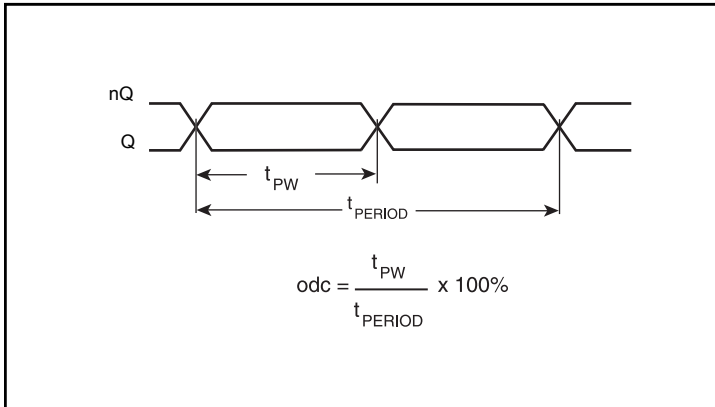 nQ
Q
tPW
tPERIOD
odc = tPW / tPERIOD x 100%